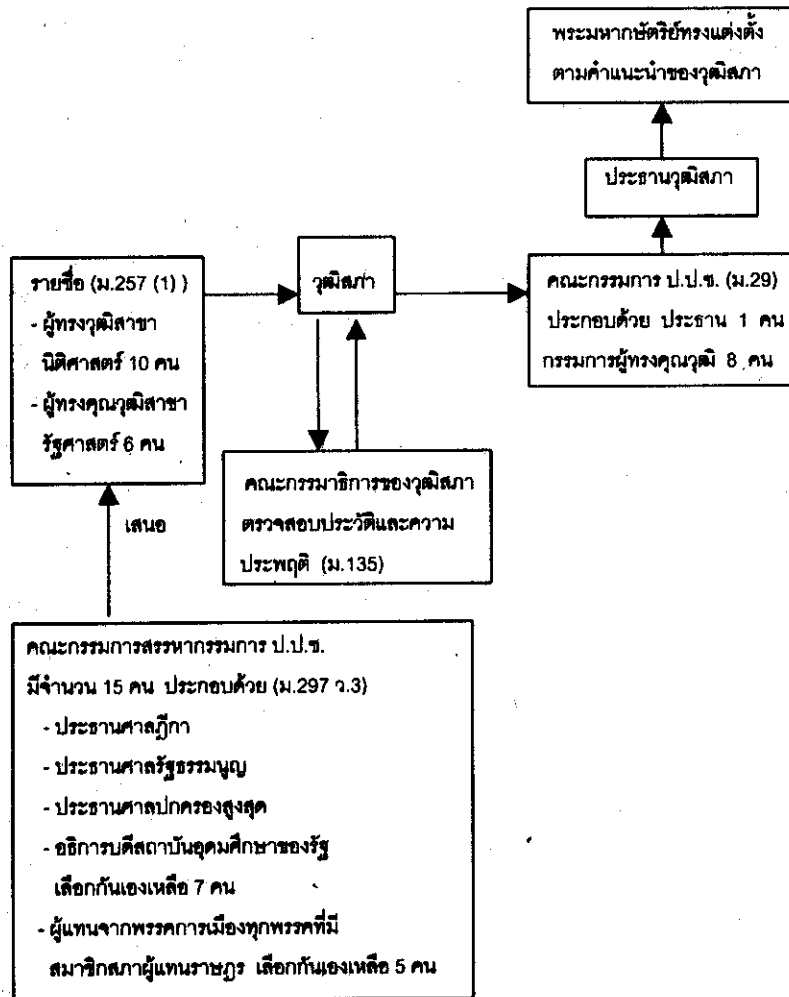 พระมหากษัตริย์ทรงแต่งตั้ง
ตามคำแนะนำของวุฒิสภา
ประธานวุฒิสภา
รายชื่อ (ม.257 (1) )
- ผู้ทรงวุฒิสาขา
นิติศาสตร์ 10 คน
- ผู้ทรงคุณวุฒิสาขา
รัฐศาสตร์ 6 คน
วุฒิสภา
คณะกรรมการ ป.ป.ช. (ม.29)
ประกอบด้วย ประธาน 1 คน
กรรมการผู้ทรงคุณวุฒิ 8 คน
คณะกรรมาธิการของวุฒิสภา
ตรวจสอบประวัติและความ
ประพฤติ (ม.135)
เสนอ
คณะกรรมการสรรหากรรมการ ป.ป.ช.
มีจำนวน 15 คน ประกอบด้วย (ม.297 ว.3)
- ประธานศาลฎีกา
- ประธานศาลรัฐธรรมนูญ
- ประธานศาลปกครองสูงสุด
- อธิการบดีสถาบันอุดมศึกษาของรัฐ
เลือกกันเองเหลือ 7 คน
- ผู้แทนจากพรรคการเมืองทุกพรรคที่มี
สมาชิกสภาผู้แทนราษฎร เลือกกันเองเหลือ 5 คน